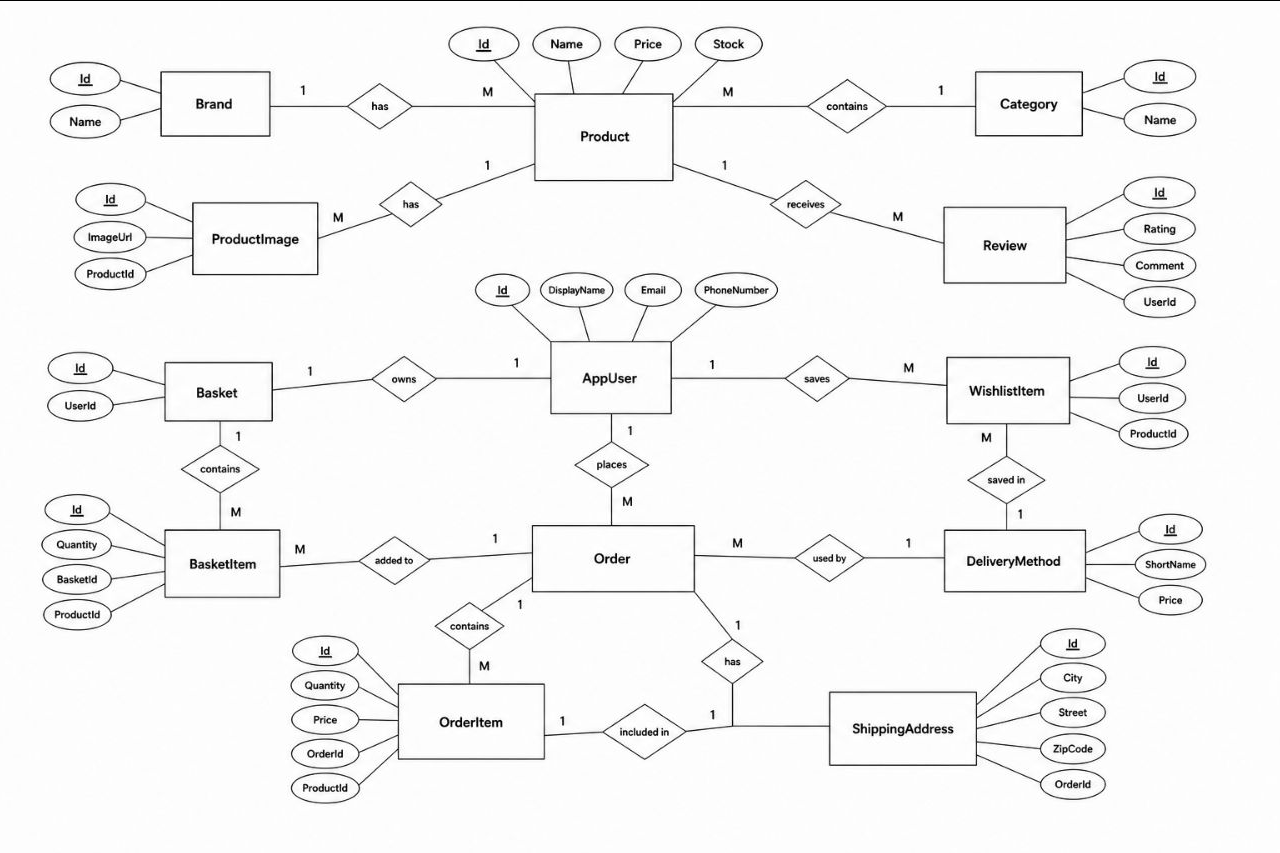 Id
Name
Price
Stock
Id
Name
Brand
1
has
M
Product
M
contains
1
Category
Id
Name
Id
ImageUrl
ProductId
ProductImage
M
has
1
1
receives
M
Review
Id
Rating
Comment
UserId
Id
DisplayName
Email
PhoneNumber
Id
UserId
Basket
1
owns
1
AppUser
1
saves
M
WishlistItem
Id
UserId
ProductId
1
contains
M
1
places
M
M
saved in
1
Id
Quantity
BasketId
ProductId
BasketItem
M
added to
1
Order
M
used by
1
DeliveryMethod
Id
ShortName
Price
1
contains
M
1
has
Id
Quantity
Price
OrderId
ProductId
OrderItem
1
included in
1
ShippingAddress
Id
City
Street
ZipCode
OrderId